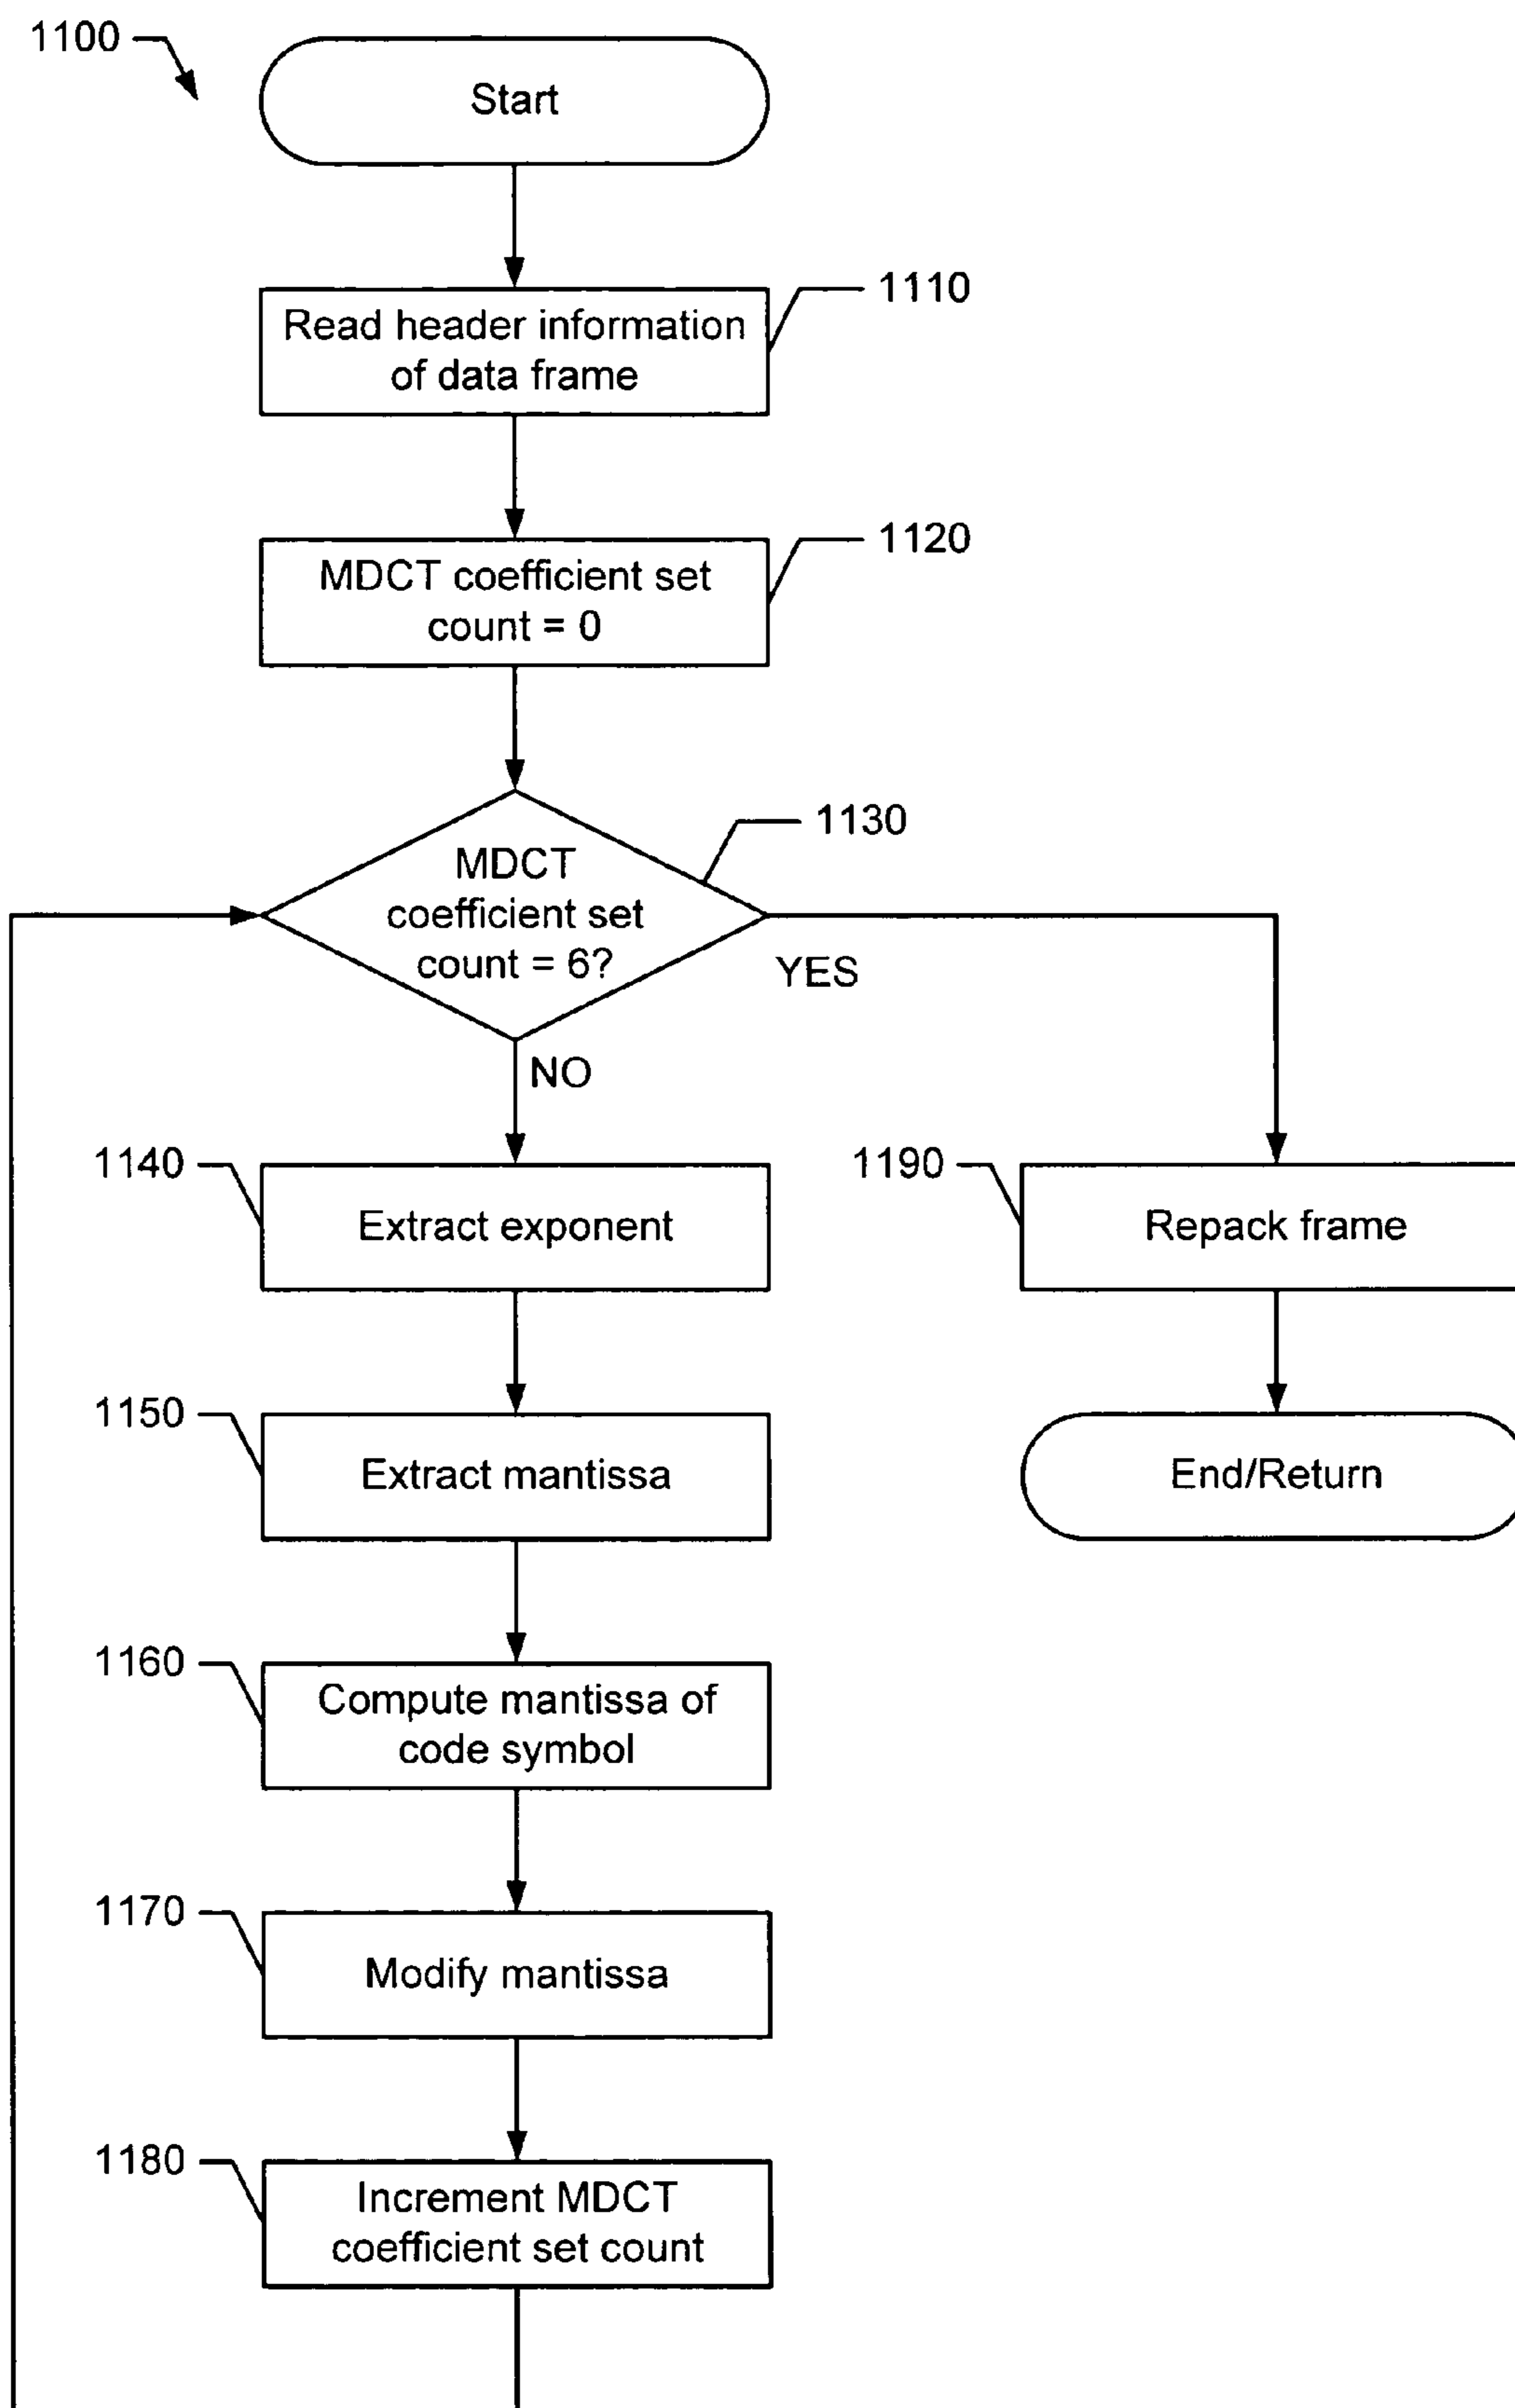 1100
Start
1110
Read header information
of data frame
1120
MDCT coefficient set
count = 0
1130
MDCT
coefficient set
count = 6?
YES
NO
1140
Extract exponent
1190
Repack frame
1150
Extract mantissa
End/Return
1160
Compute mantissa of
code symbol
1170
Modify mantissa
1180
Increment MDCT
coefficient set count